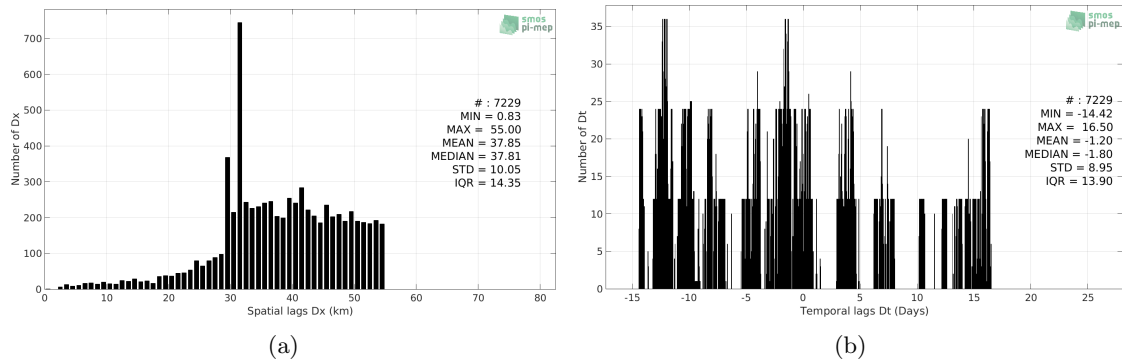 smos
pi-mep
Number of Dx
700
600
500
400
300
200
100
0
# : 7229
MIN = 0.83
MAX = 55.00
MEAN = 37.85
MEDIAN = 37.81
STD = 10.05
IQR = 14.35
0 10 20 30 40 50 60 70 80
Spatial lags Dx (km)
(a)
smos
pi-mep
Number of Dt
35
30
25
20
15
10
5
0
# : 7229
MIN = -14.42
MAX = 16.50
MEAN = -1.20
MEDIAN = -1.80
STD = 8.95
IQR = 13.90
-15 -10 -5 0 5 10 15 20 25
Temporal lags Dt (Days)
(b)